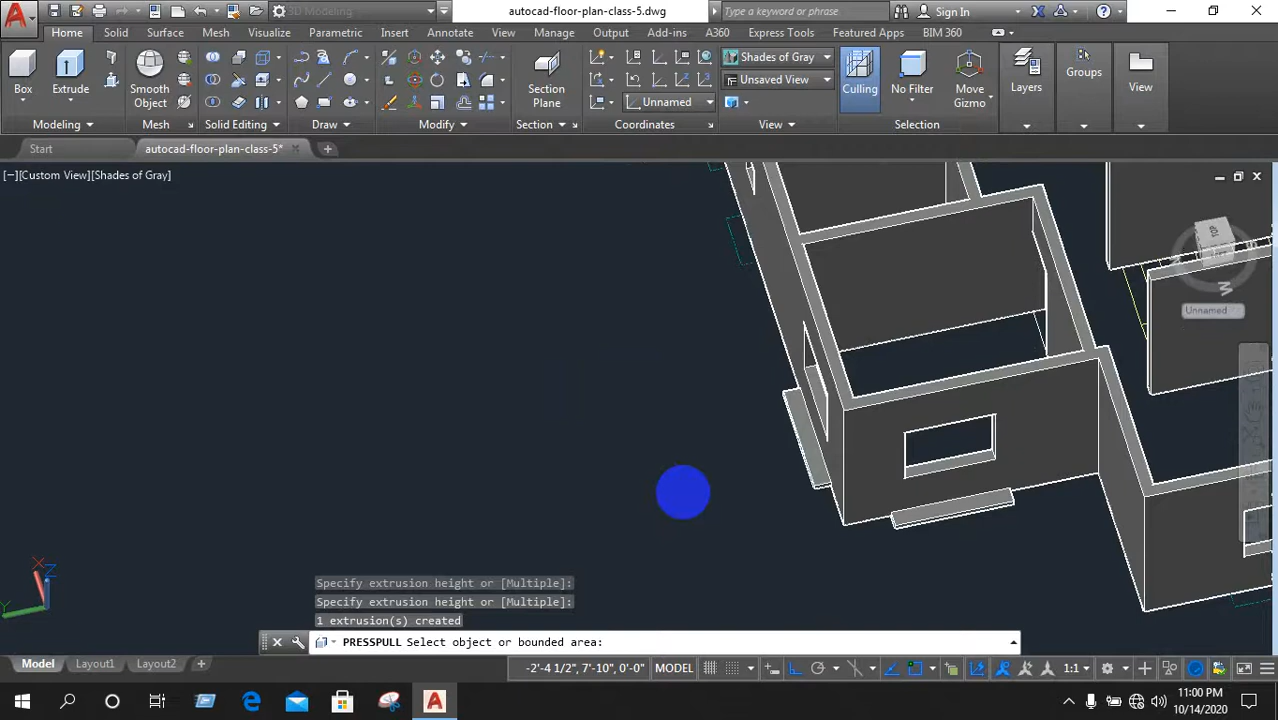 3D Modeling
autocad-floor-plan-class-5.dwg
Type a keyword or phrase
Sign In
Home
Solid
Surface
Mesh
Visualize
Parametric
Insert
Annotate
View
Manage
Output
Add-ins
A360
Express Tools
Featured Apps
BIM 360
Box
Extrude
Smooth Object
Section Plane
Shades of Gray
Unsaved View
Unnamed
Culling
No Filter
Move Gizmo
Layers
Groups
View
Modeling
Mesh
Solid Editing
Draw
Modify
Section
Coordinates
View
Selection
Start
autocad-floor-plan-class-5*
[−][Custom View][Shades of Gray]
TOP
Unnamed
X
Z
Y
Specify extrusion height or [Multiple]:
Specify extrusion height or [Multiple]:
1 extrusion(s) created
PRESSPULL Select object or bounded area:
Model
Layout1
Layout2
-2'-4 1/2", 7'-10", 0'-0"
MODEL
1:1
11:00 PM
10/14/2020